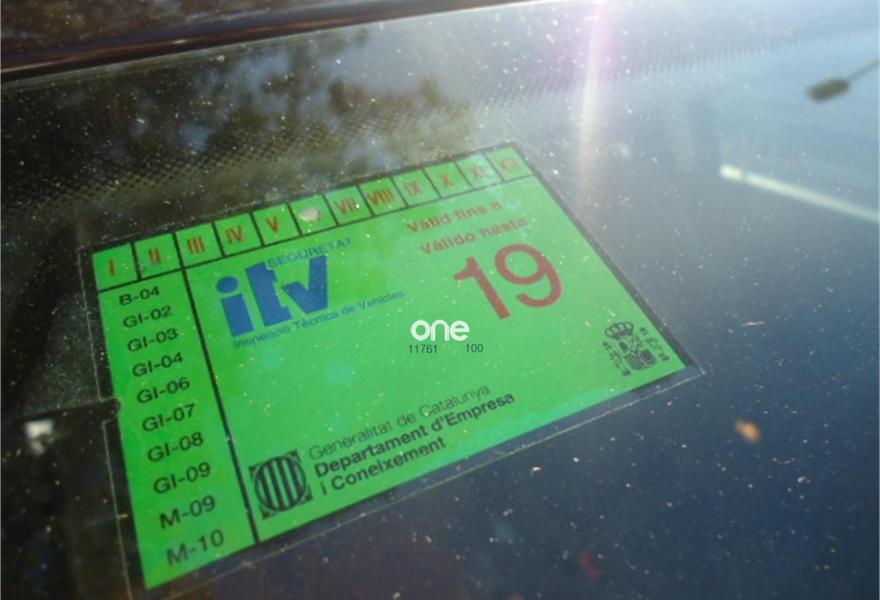 I II III IV V VII VIII IX X XI XII
B-04
GI-02
GI-03
GI-04
GI-06
GI-07
GI-08
GI-09
M-09
M-10
SEGURETAT
itv
Inspecció Tècnica de Vehicles
Vàlid fins a
Válido hasta
19
one
11761 100
Generalitat de Catalunya
Departament d'Empresa
i Coneixement